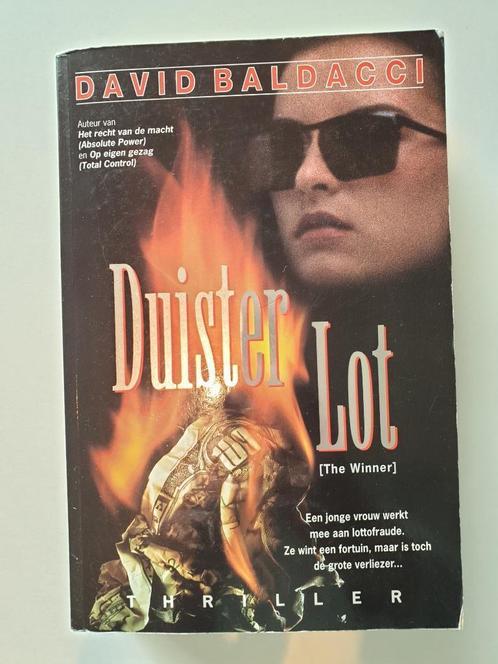 DAVID BALDACCI
Auteur van
Het recht van de macht
(Absolute Power)
en Op eigen gezag
(Total Control)
Duister
Lot
[The Winner]
Een jonge vrouw werkt
mee aan lottofraude.
Ze wint een fortuin, maar is toch
de grote verliezer...
THRILLER